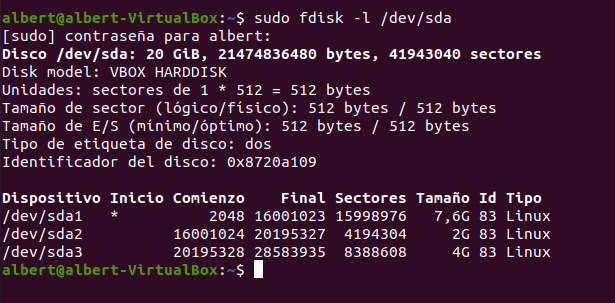 albert@albert-VirtualBox:~$ sudo fdisk -l /dev/sda
[sudo] contraseña para albert:
Disco /dev/sda: 20 GiB, 21474836480 bytes, 41943040 sectores
Disk model: VBOX HARDDISK
Unidades: sectores de 1 * 512 = 512 bytes
Tamaño de sector (lógico/físico): 512 bytes / 512 bytes
Tamaño de E/S (mínimo/óptimo): 512 bytes / 512 bytes
Tipo de etiqueta de disco: dos
Identificador del disco: 0x8720a109

Dispositivo Inicio Comienzo    Final Sectores Tamaño Id Tipo
/dev/sda1   *          2048 16001023 15998976   7,6G 83 Linux
/dev/sda2          16001024 20195327  4194304     2G 83 Linux
/dev/sda3          20195328 28583935  8388608     4G 83 Linux
albert@albert-VirtualBox:~$